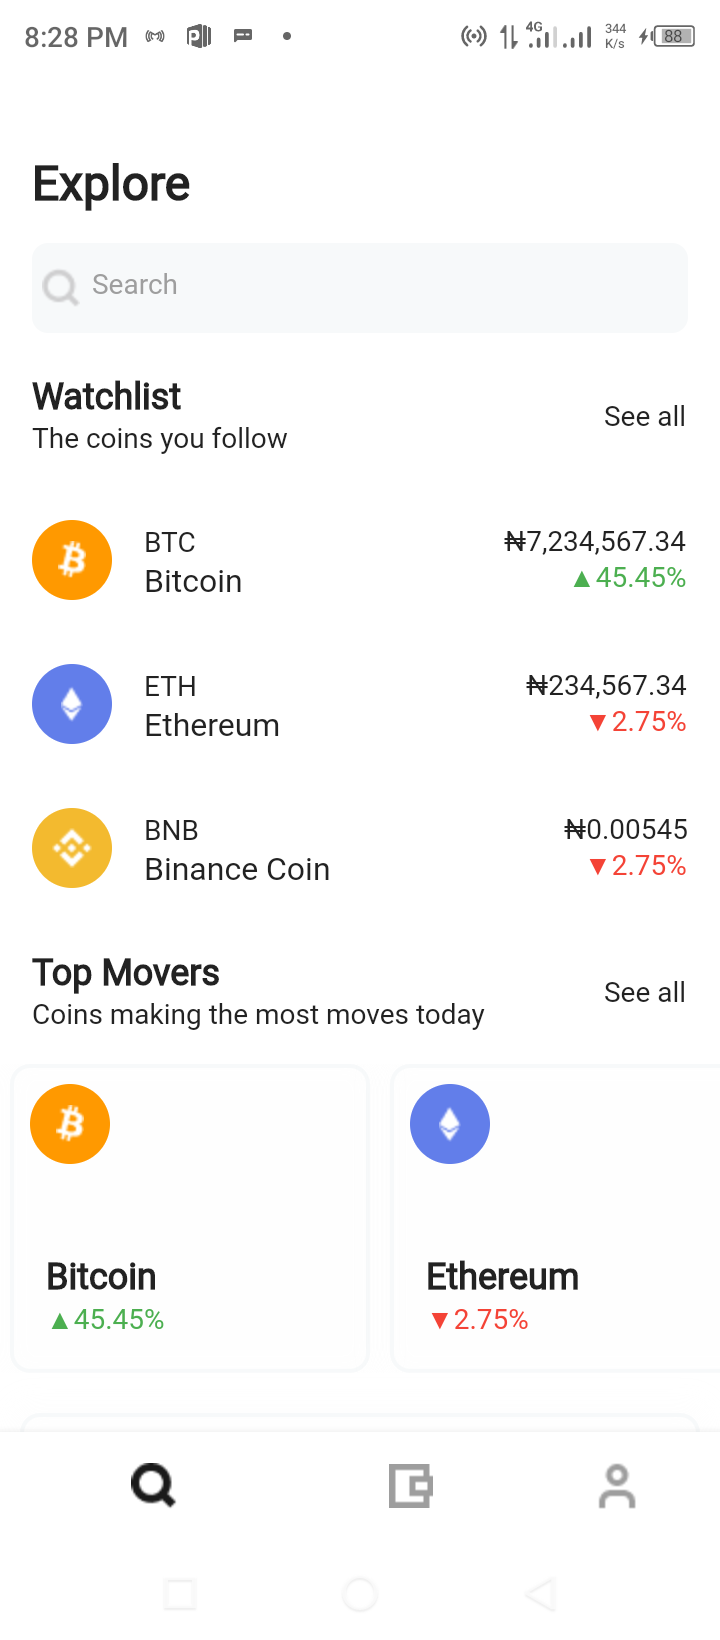 8:28 PM
4G
344
K/s
88
Explore
Search
Watchlist
The coins you follow
See all
BTC
Bitcoin
₦7,234,567.34
▲45.45%
ETH
Ethereum
₦234,567.34
▼2.75%
BNB
Binance Coin
₦0.00545
▼2.75%
Top Movers
Coins making the most moves today
See all
Bitcoin
▲45.45%
Ethereum
▼2.75%